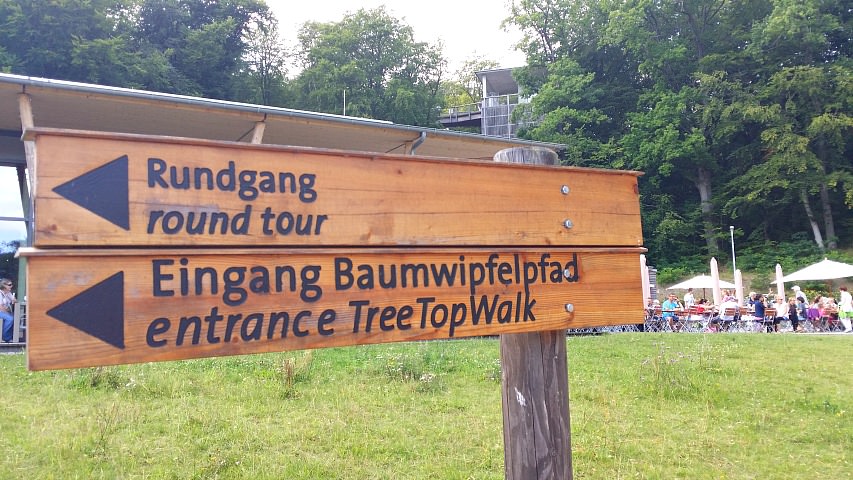 Rundgang
round tour
Eingang Baumwipfelpfad
entrance TreeTopWalk